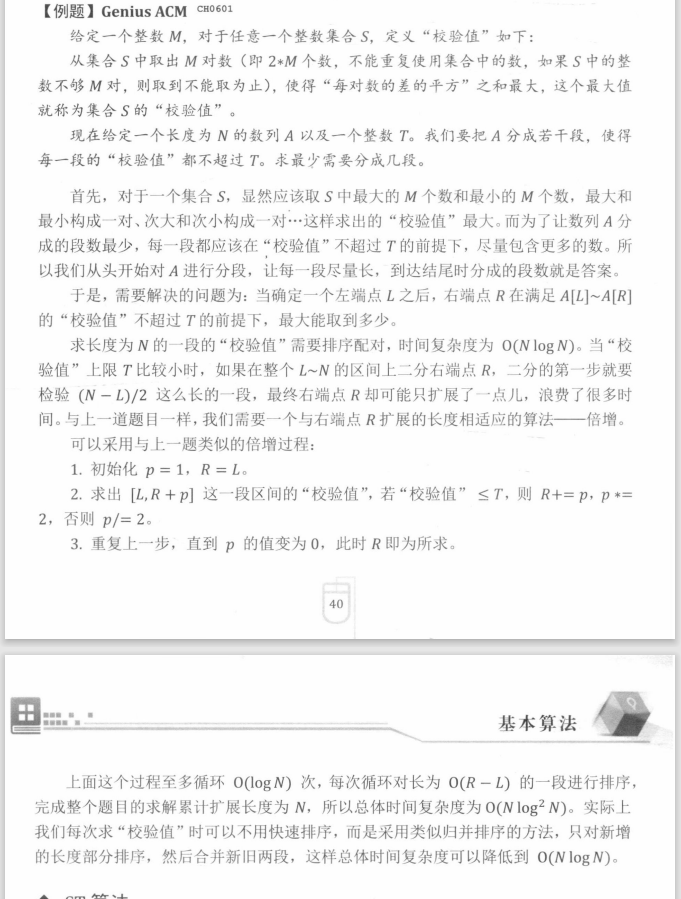 【例题】Genius ACM CH0601
给定一个整数 M，对于任意一个整数集合 S，定义“校验值”如下：
从集合 S 中取出 M 对数（即 2*M 个数，不能重复使用集合中的数，如果 S 中的整
数不够 M 对，则取到不能取为止），使得“每对数的差的平方”之和最大，这个最大值
就称为集合 S 的“校验值”。
现在给定一个长度为 N 的数列 A 以及一个整数 T。我们要把 A 分成若干段，使得
每一段的“校验值”都不超过 T。求最少需要分成几段。
首先，对于一个集合 S，显然应该取 S 中最大的 M 个数和最小的 M 个数，最大和
最小构成一对、次大和次小构成一对…这样求出的“校验值”最大。而为了让数列 A 分
成的段数最少，每一段都应该在“校验值”不超过 T 的前提下，尽量包含更多的数。所
以我们从头开始对 A 进行分段，让每一段尽量长，到达结尾时分成的段数就是答案。
于是，需要解决的问题为：当确定一个左端点 L 之后，右端点 R 在满足 A[L]~A[R]
的“校验值”不超过 T 的前提下，最大能取到多少。
求长度为 N 的一段的“校验值”需要排序配对，时间复杂度为 O(N log N)。当“校
验值”上限 T 比较小时，如果在整个 L~N 的区间上二分右端点 R，二分的第一步就要
检验 (N − L)/2 这么长的一段，最终右端点 R 却可能只扩展了一点儿，浪费了很多时
间。与上一道题目一样，我们需要一个与右端点 R 扩展的长度相适应的算法——倍增。
可以采用与上一题类似的倍增过程：
1. 初始化 p = 1，R = L。
2. 求出 [L, R + p] 这一段区间的“校验值”，若“校验值” ≤ T，则 R+= p，p *=
2，否则 p/= 2。
3. 重复上一步，直到 p 的值变为 0，此时 R 即为所求。
40
基本算法
上面这个过程至多循环 O(log N) 次，每次循环对长为 O(R − L) 的一段进行排序，
完成整个题目的求解累计扩展长度为 N，所以总体时间复杂度为 O(N log² N)。实际上
我们每次求“校验值”时可以不用快速排序，而是采用类似归并排序的方法，只对新增
的长度部分排序，然后合并新旧两段，这样总体时间复杂度可以降低到 O(N log N)。